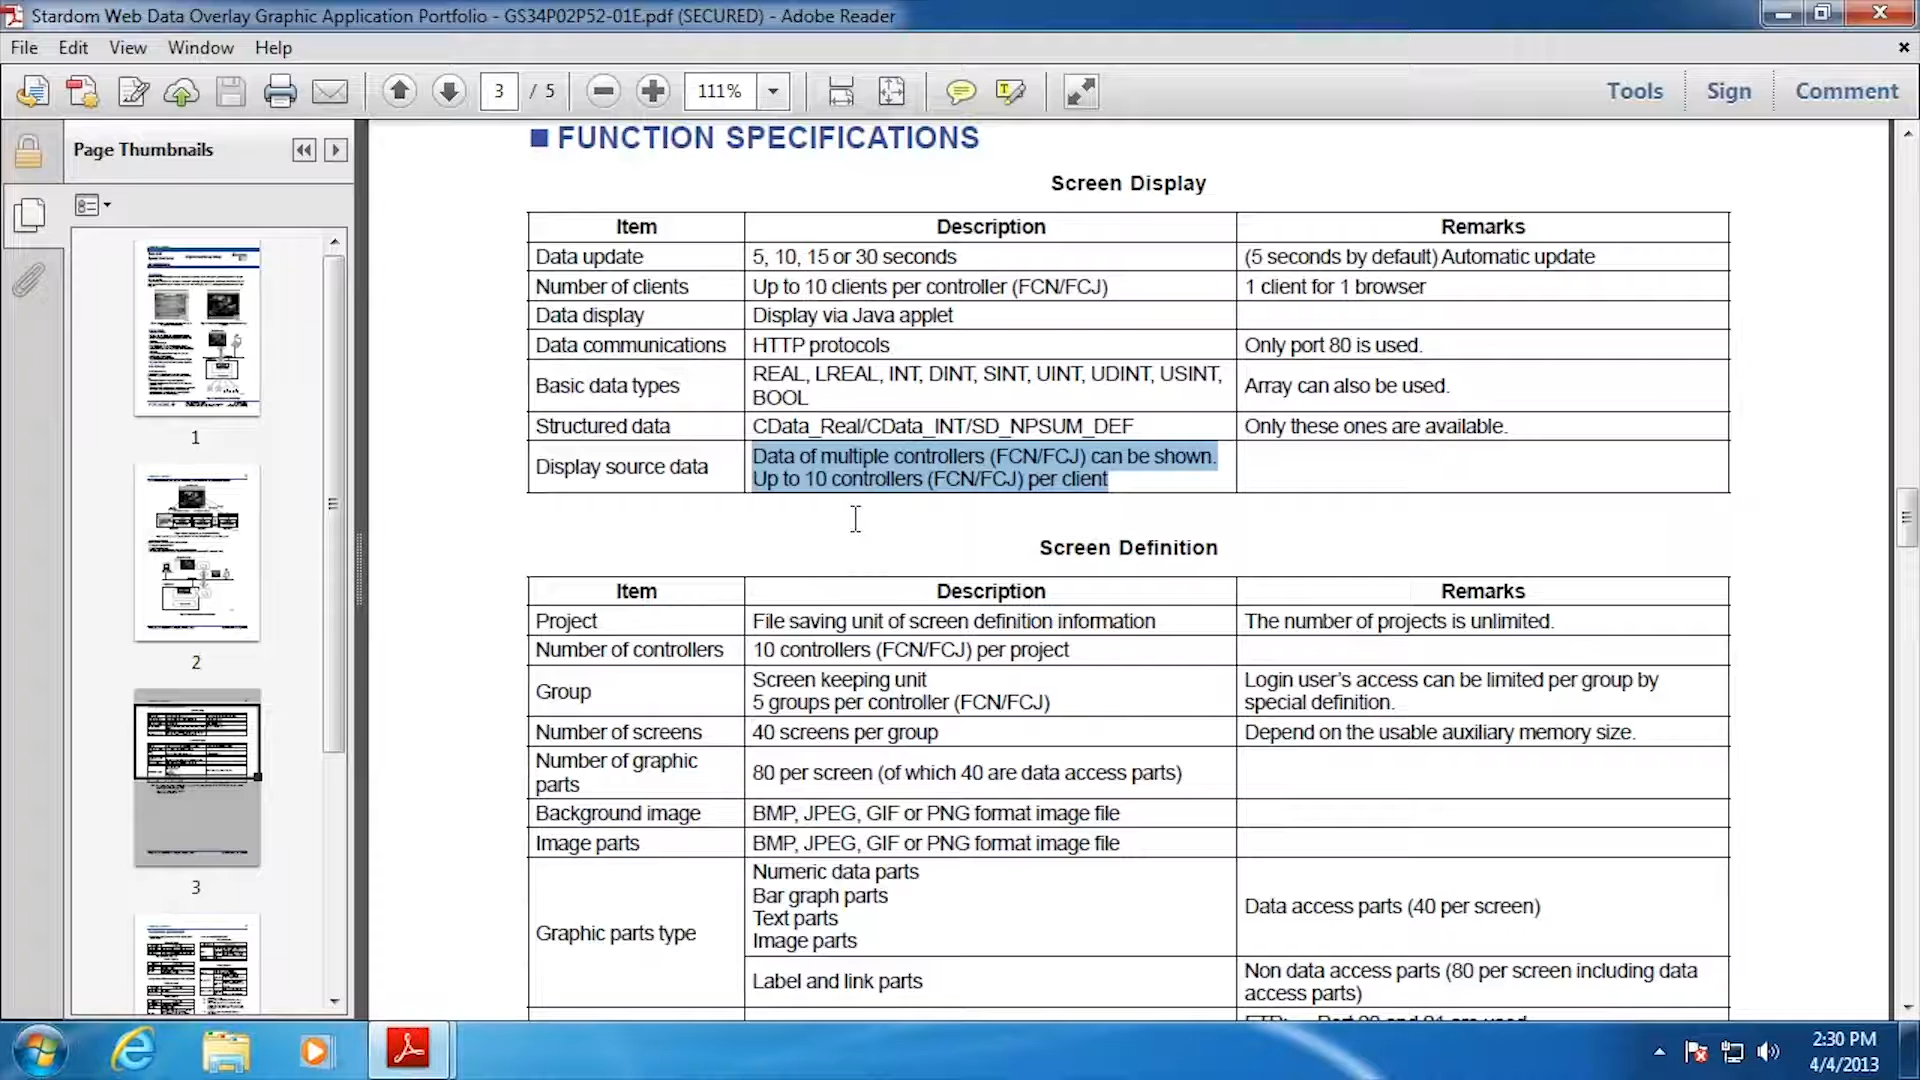 Stardom Web Data Overlay Graphic Application Portfolio - GS34P02P52-01E.pdf (SECURED) - Adobe Reader
File Edit View Window Help
3 / 5 111% Tools Sign Comment
Page Thumbnails
1
2
3
■ FUNCTION SPECIFICATIONS
Screen Display
Item Description Remarks
Data update 5, 10, 15 or 30 seconds (5 seconds by default) Automatic update
Number of clients Up to 10 clients per controller (FCN/FCJ) 1 client for 1 browser
Data display Display via Java applet
Data communications HTTP protocols Only port 80 is used.
Basic data types REAL, LREAL, INT, DINT, SINT, UINT, UDINT, USINT,
BOOL Array can also be used.
Structured data CData_Real/CData_INT/SD_NPSUM_DEF Only these ones are available.
Display source data Data of multiple controllers (FCN/FCJ) can be shown.
Up to 10 controllers (FCN/FCJ) per client
Screen Definition
Item Description Remarks
Project File saving unit of screen definition information The number of projects is unlimited.
Number of controllers 10 controllers (FCN/FCJ) per project
Group Screen keeping unit Login user's access can be limited per group by
5 groups per controller (FCN/FCJ) special definition.
Number of screens 40 screens per group Depend on the usable auxiliary memory size.
Number of graphic
parts 80 per screen (of which 40 are data access parts)
Background image BMP, JPEG, GIF or PNG format image file
Image parts BMP, JPEG, GIF or PNG format image file
Graphic parts type Numeric data parts
Bar graph parts
Text parts
Image parts
Data access parts (40 per screen)
Label and link parts Non data access parts (80 per screen including data
access parts)
2:30 PM
4/4/2013